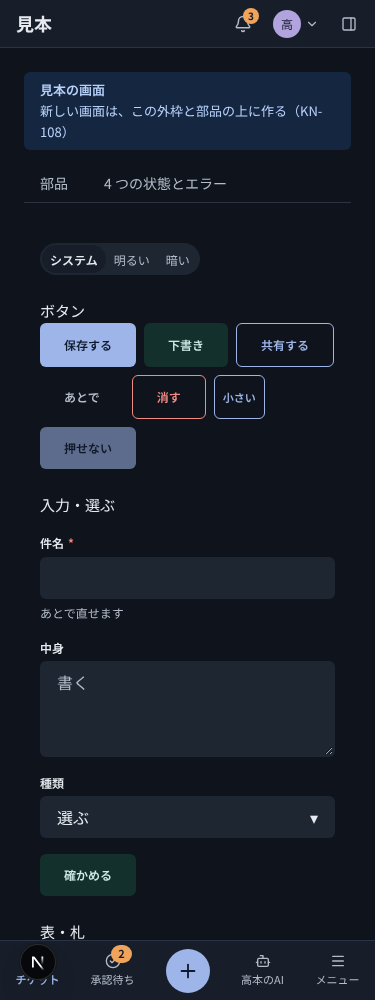 見本
3
高
見本の画面
新しい画面は、この外枠と部品の上に作る（KN-
108）
部品 4 つの状態とエラー
システム 明るい 暗い
ボタン
保存する 下書き 共有する
あとで 消す 小さい
押せない
入力・選ぶ
件名 *
あとで直せます
中身
書く
種類
選ぶ ▼
確かめる
表・札
N 2
チケット 承認待ち + 高本のAI メニュー